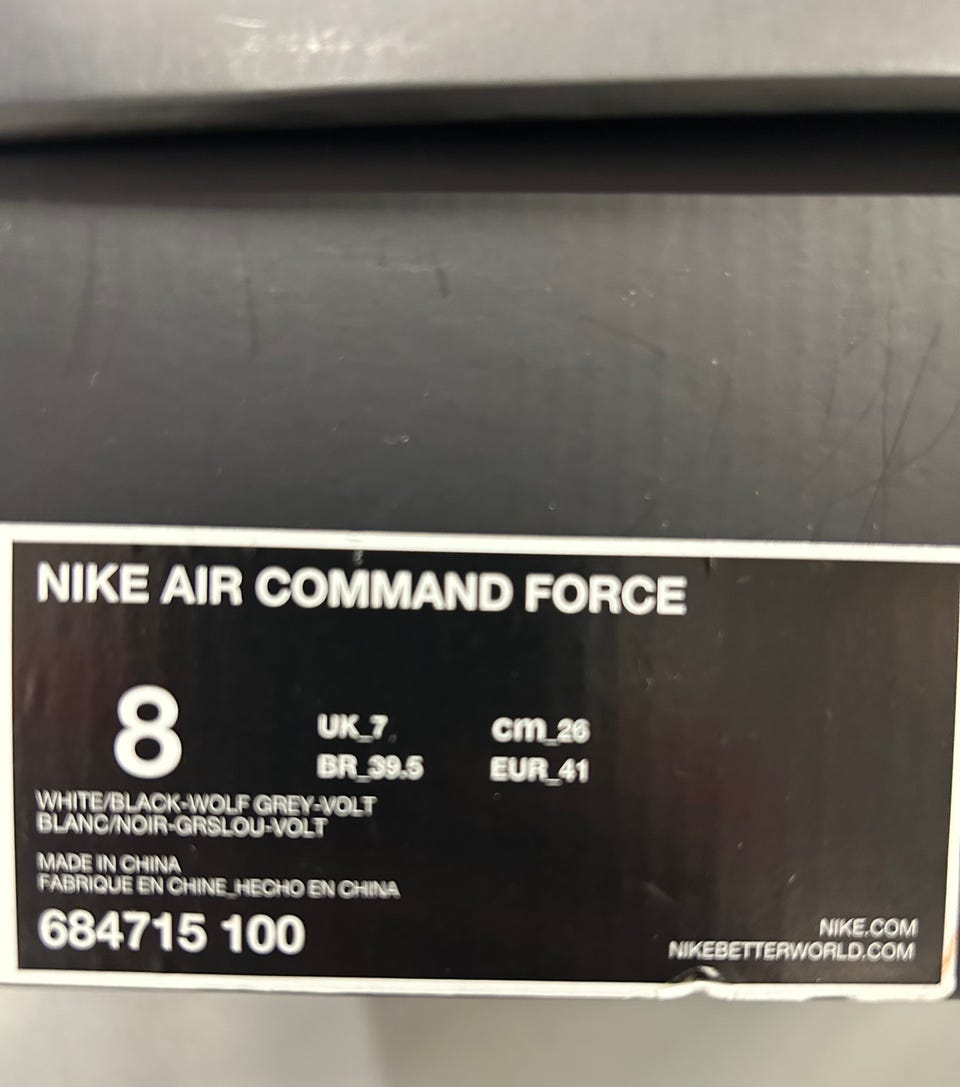 NIKE AIR COMMAND FORCE
8
UK_7 cm_26
BR_39.5 EUR_41
WHITE/BLACK-WOLF GREY-VOLT
BLANC/NOIR-GRSLOU-VOLT
MADE IN CHINA
FABRIQUE EN CHINE_HECHO EN CHINA
684715 100
NIKE.COM
NIKEBETTERWORLD.COM